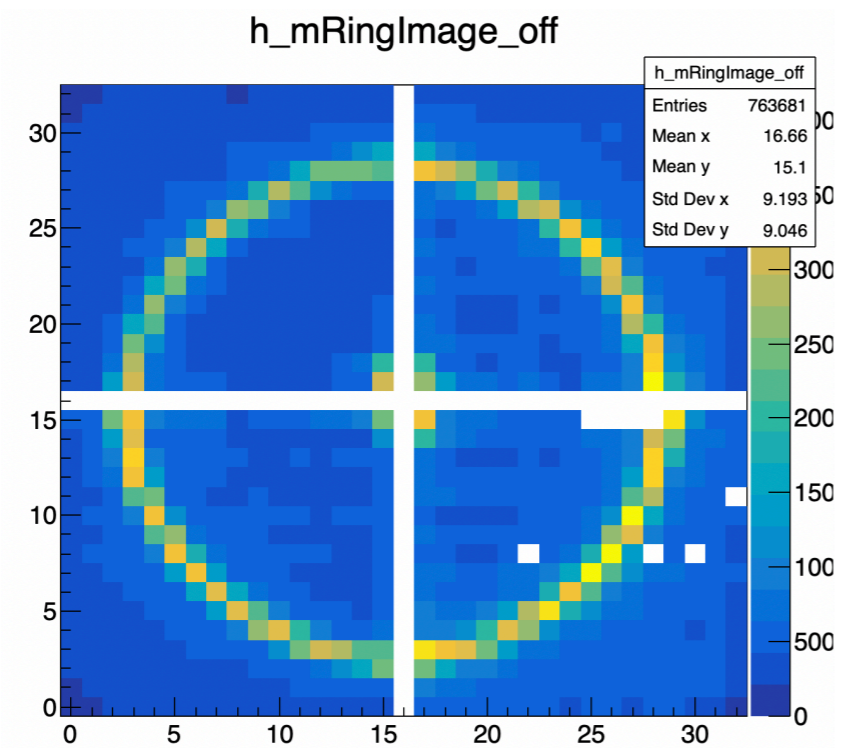 h_mRingImage_off
h_mRingImage_off
Entries 763681
Mean x 16.66
Mean y 15.1
Std Dev x 9.193
Std Dev y 9.046
30
25
20
15
10
5
0
0 5 10 15 20 25 30
00
50
300
250
200
150
100
500
0